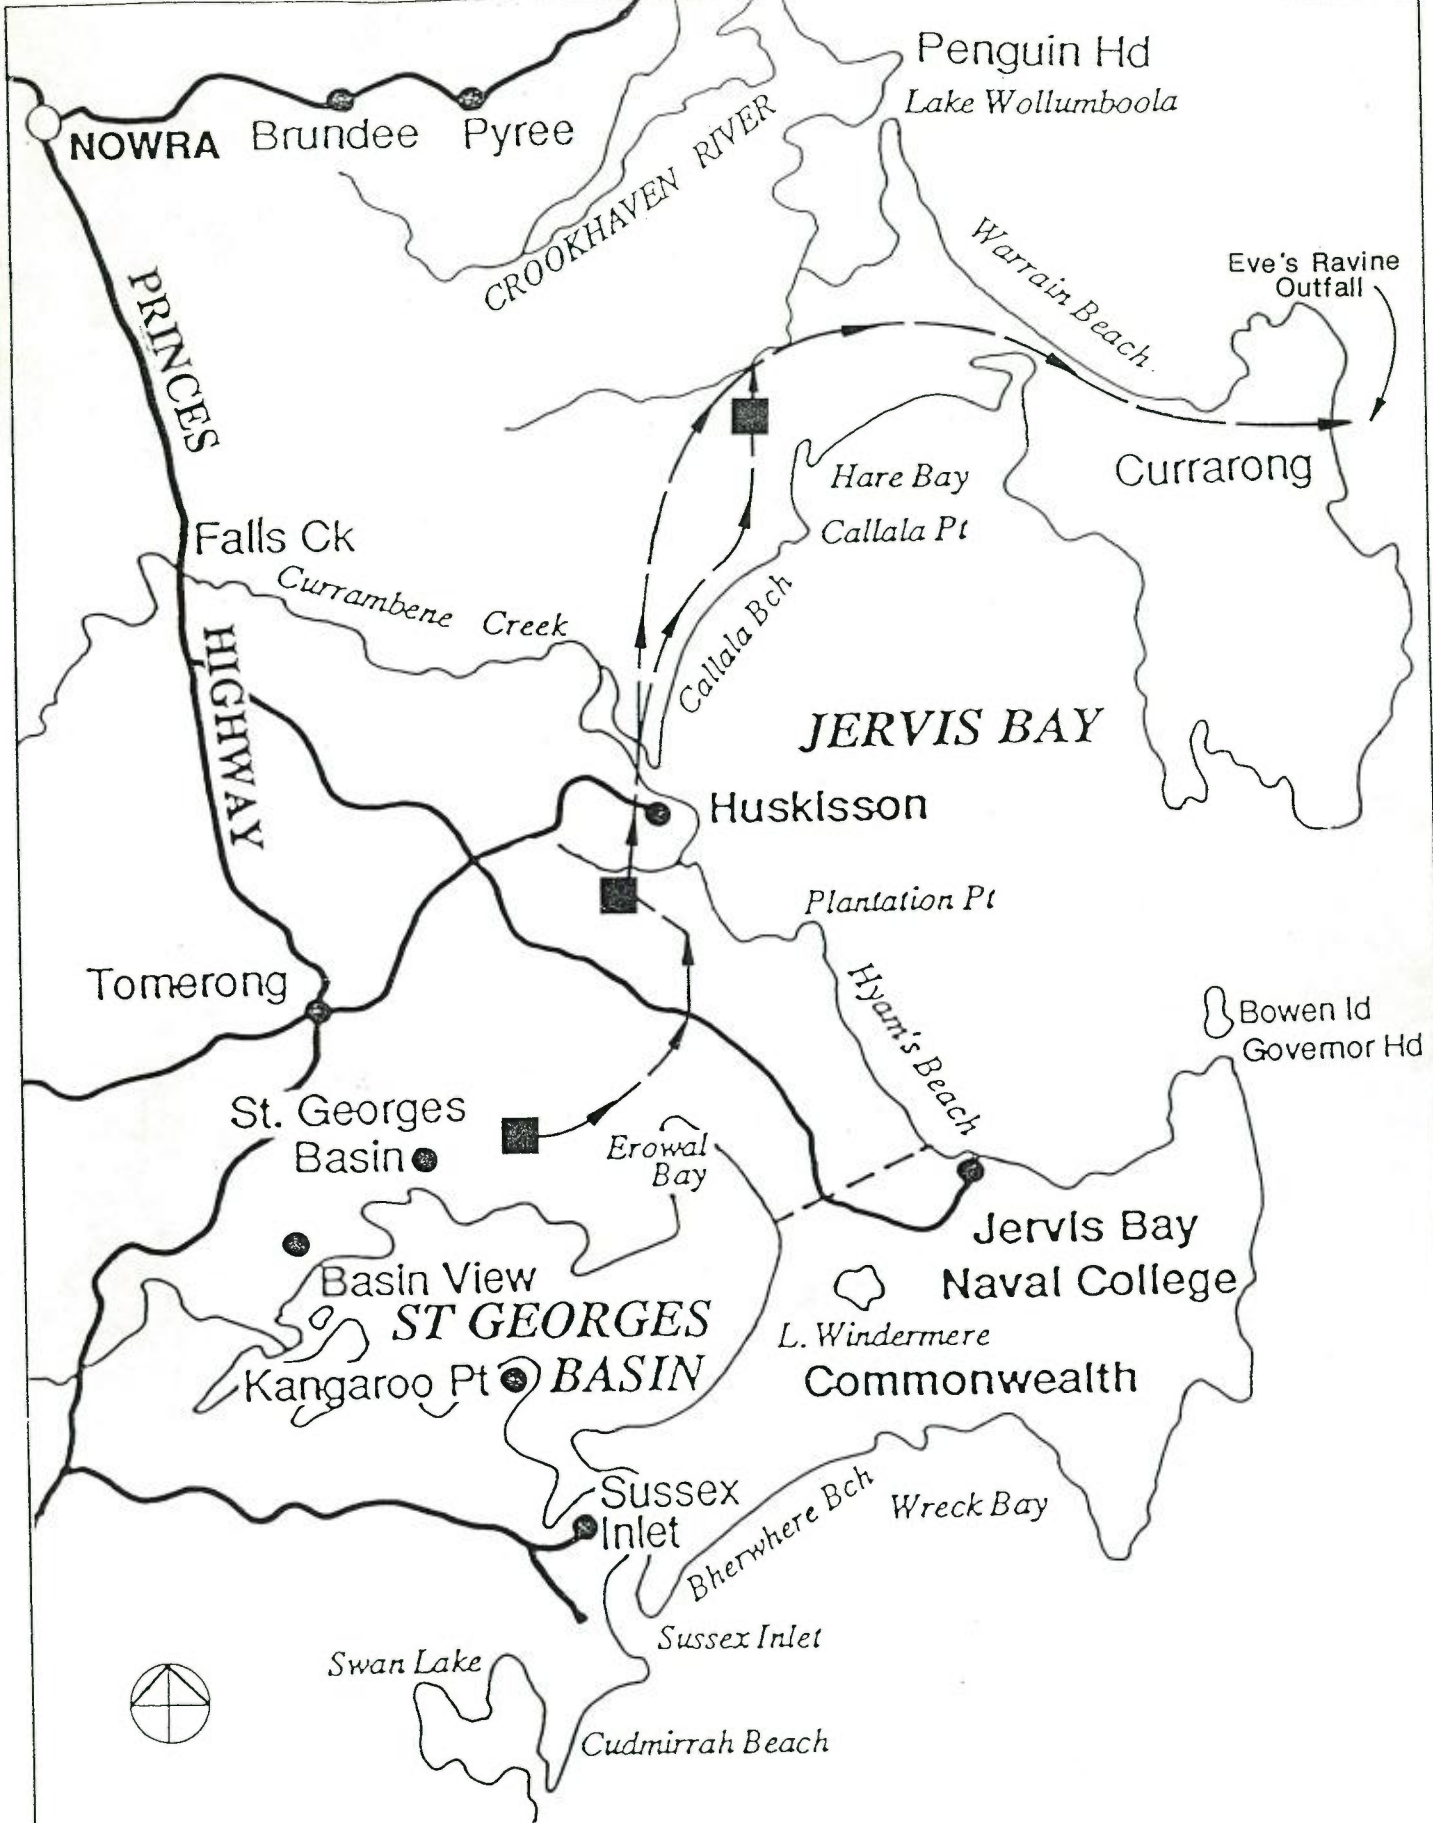 Penguin Hd
Lake Wollumboola
NOWRA
Brundee
Pyree
CROOKHAVEN RIVER
Warrain Beach
Eve's Ravine
Outfall
PRINCES
HIGHWAY
Currarong
Hare Bay
Callala Pt
Falls Ck
Currambene Creek
Callala Bch
JERVIS BAY
Huskisson
Plantation Pt
Tomerong
Hyam's Beach
Bowen Id
Governor Hd
St. Georges
Basin
Erowal
Bay
Jervis Bay
Naval College
Basin View
ST GEORGES
BASIN
L. Windermere
Kangaroo Pt
Commonwealth
Sussex
Inlet
Bherwhere Bch
Wreck Bay
Sussex Inlet
Swan Lake
Cudmirrah Beach